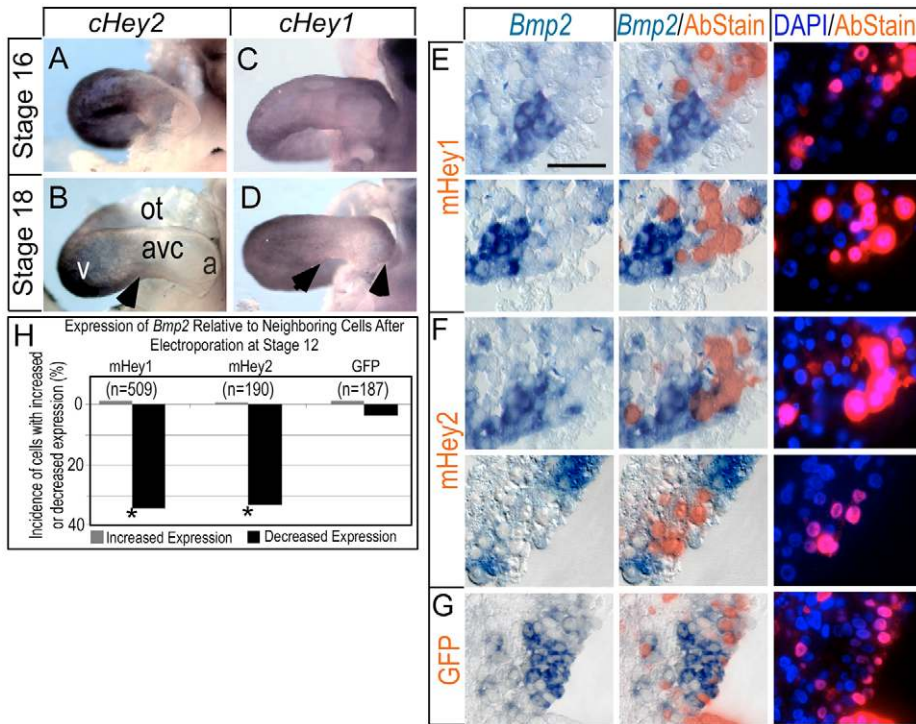 cHey2 cHey1
Stage 16
A
C
Stage 18
B
ot
avc
v
a
D
H
Expression of Bmp2 Relative to Neighboring Cells After
Electroporation at Stage 12
mHey1 mHey2 GFP
(n=509) (n=190) (n=187)
Incidence of cells with increased
or decreased expression (%)
0
20
40
* *
Increased Expression Decreased Expression
Bmp2 Bmp2/AbStain DAPI/AbStain
E
mHey1
F
mHey2
G
GFP